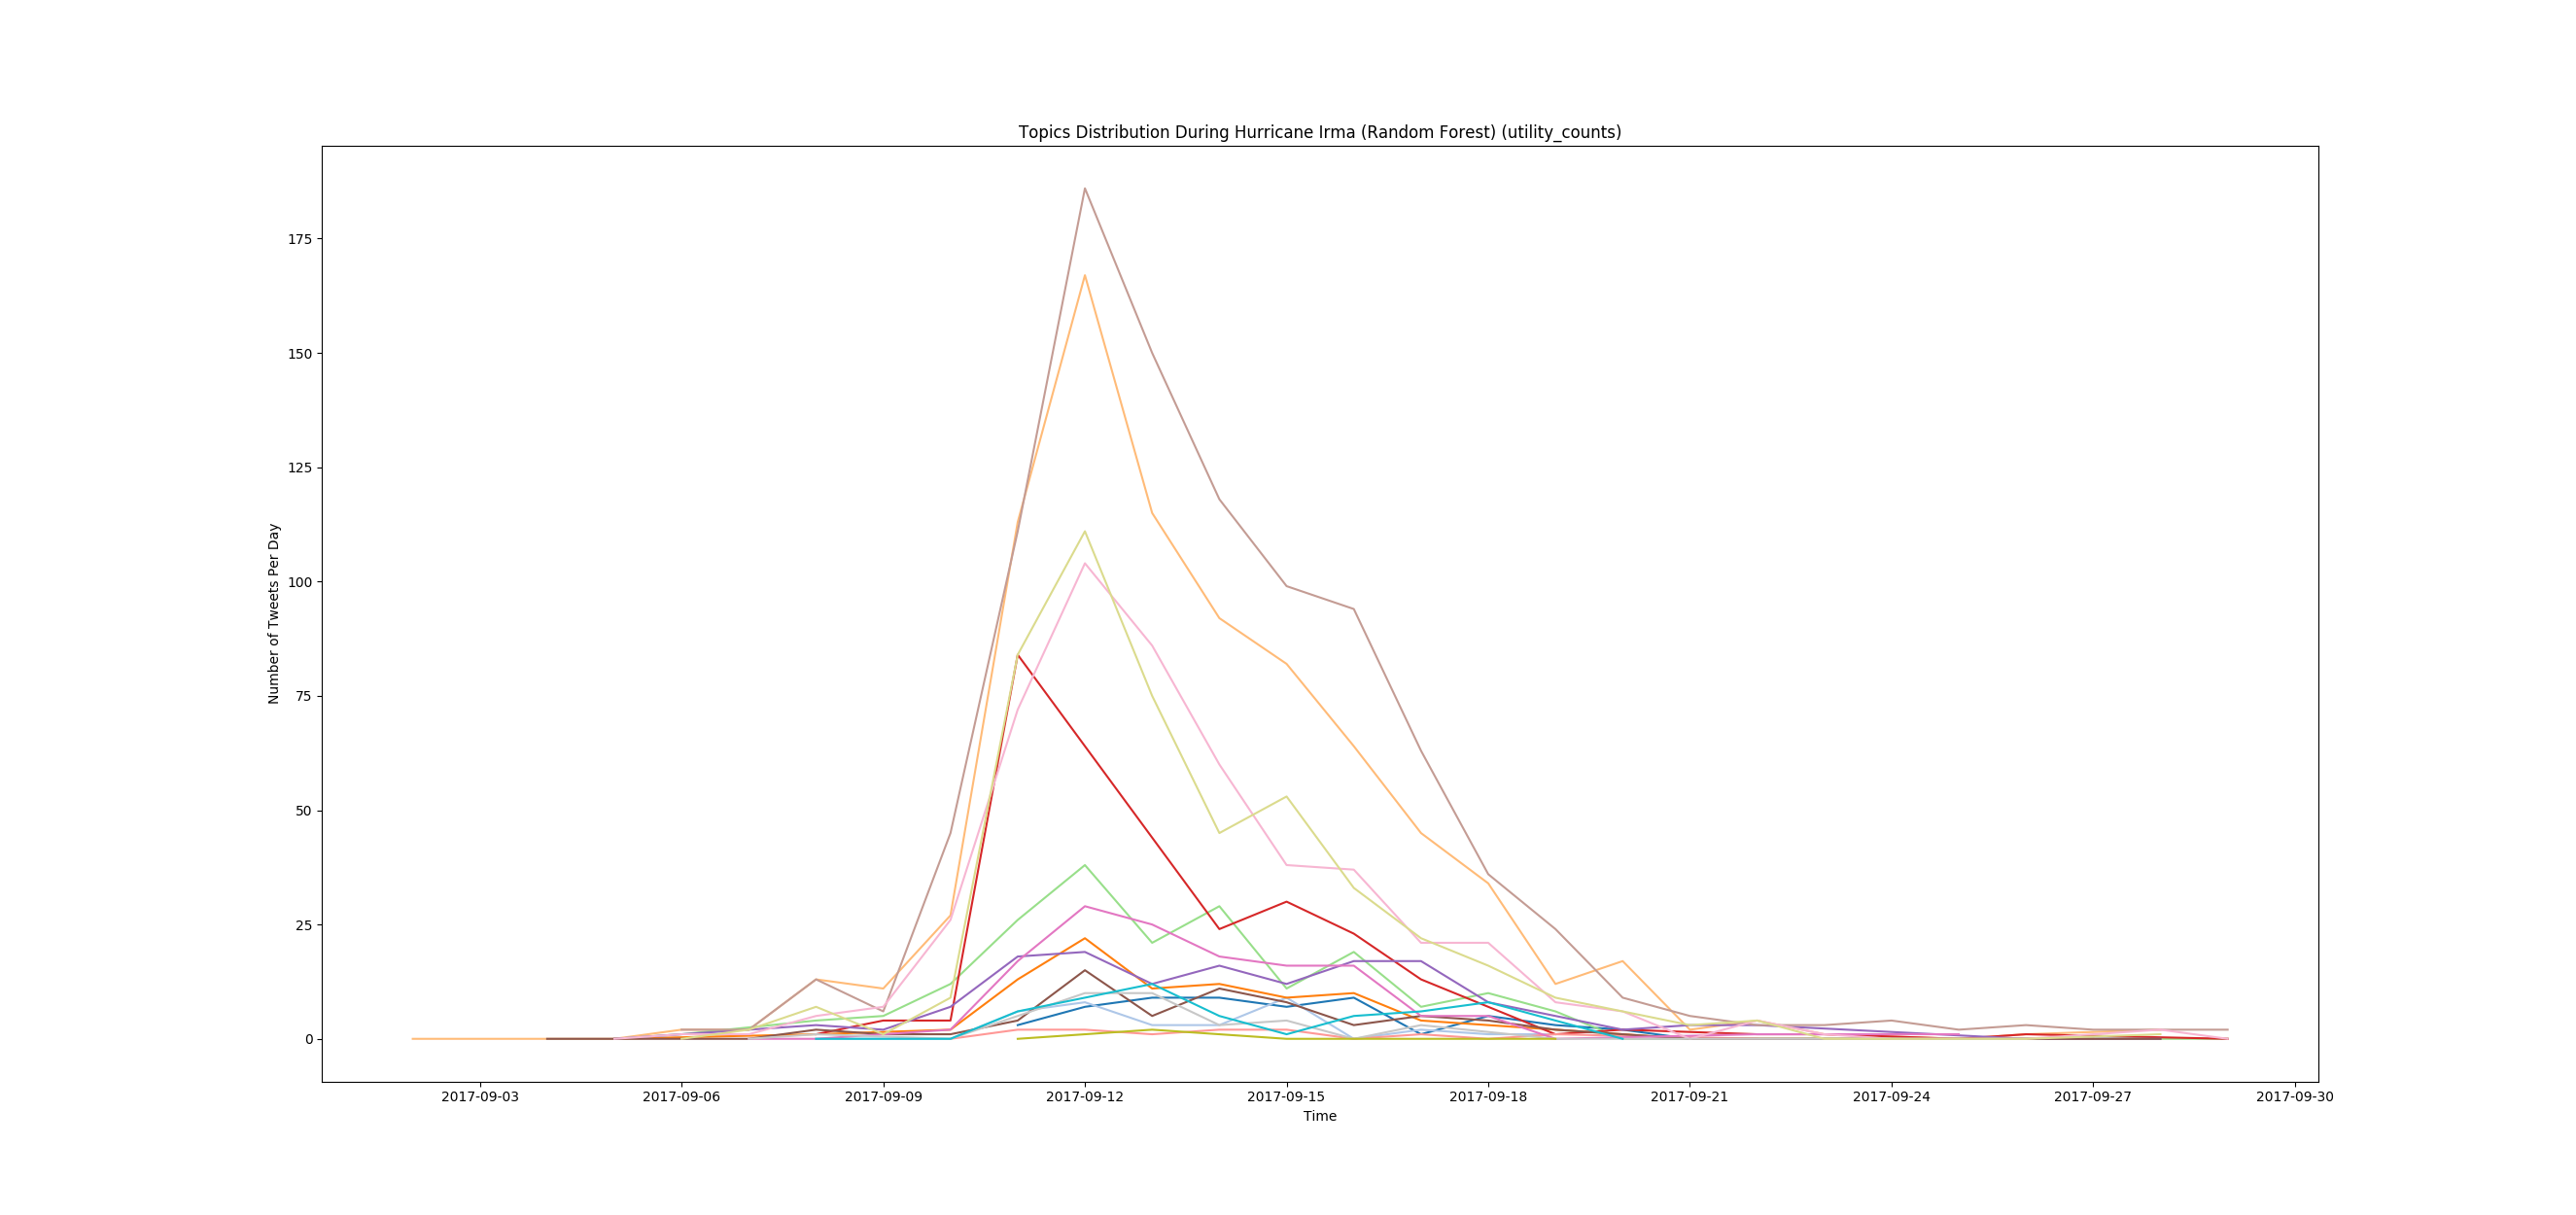 Topics Distribution During Hurricane Irma (Random Forest) (utility_counts)
Number of Tweets Per Day
175
150
125
100
75
50
25
0
2017-09-03 2017-09-06 2017-09-09 2017-09-12 2017-09-15 2017-09-18 2017-09-21 2017-09-24 2017-09-27 2017-09-30
Time